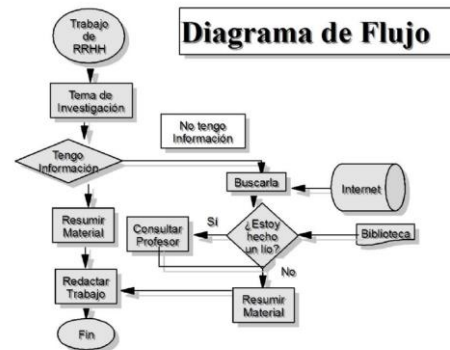 Diagrama de Flujo
Trabajo
de
RRHH
Tema de
Investigación
No tengo
Información
Tengo
Información
Buscarla
Internet
Resumir
Material
Consultar
Profesor
Sí
¿Estoy
hecho
un lío?
Biblioteca
No
Redactar
Trabajo
Resumir
Material
Fin